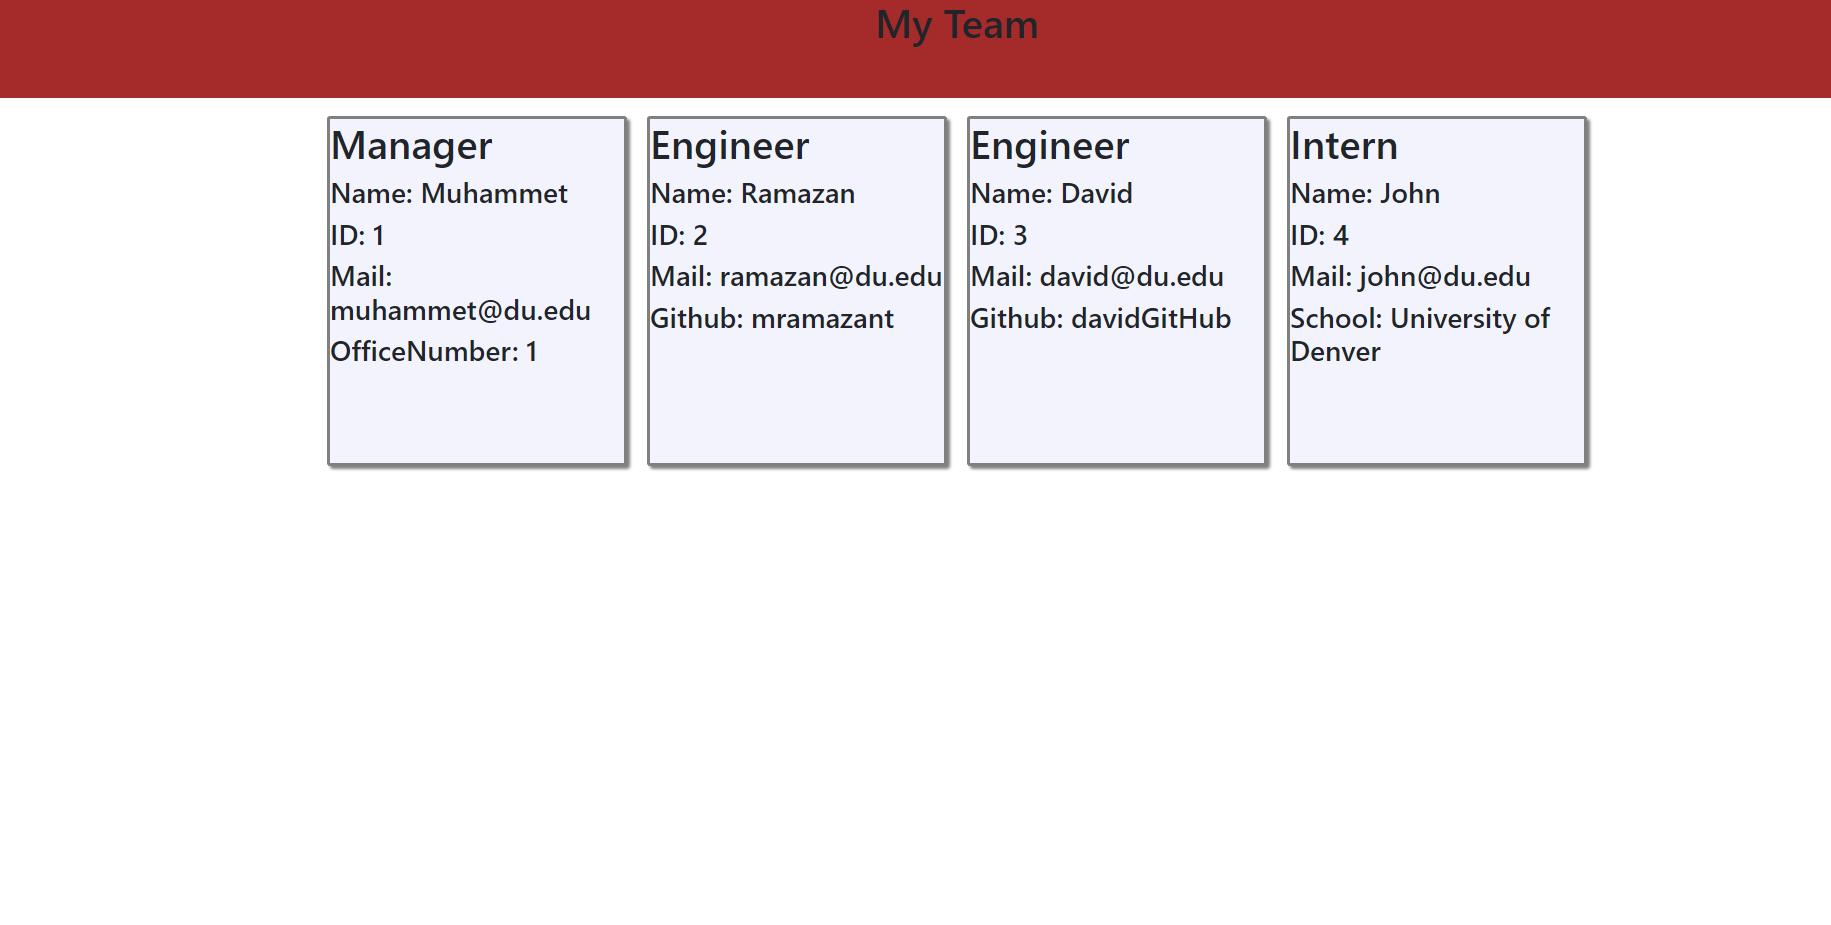 My Team
Manager
Name: Muhammet
ID: 1
Mail:
muhammet@du.edu
OfficeNumber: 1
Engineer
Name: Ramazan
ID: 2
Mail: ramazan@du.edu
Github: mramazant
Engineer
Name: David
ID: 3
Mail: david@du.edu
Github: davidGitHub
Intern
Name: John
ID: 4
Mail: john@du.edu
School: University of
Denver